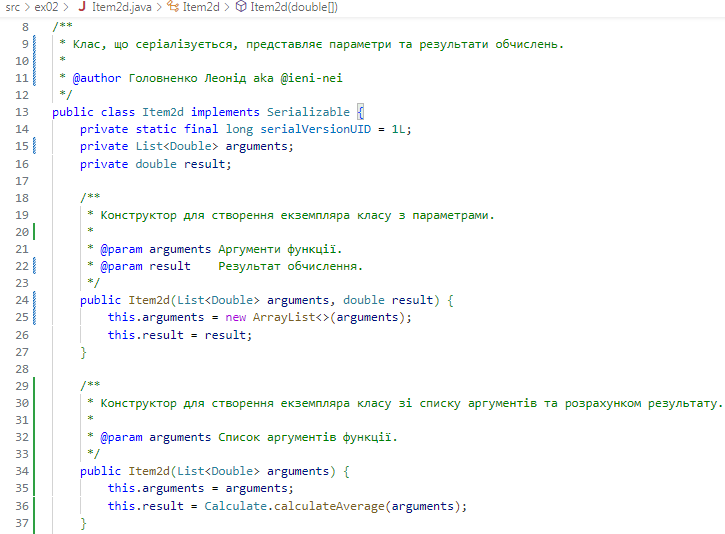 src > ex02 > J Item2d.java > Item2d > Item2d(double[])
8 /**
9 * Клас, що серіалізується, представляє параметри та результати обчислень.
10 *
11 * @author Головненко Леонід aka @ieni-nei
12 */
13 public class Item2d implements Serializable {
14 private static final long serialVersionUID = 1L;
15 private List<Double> arguments;
16 private double result;
17
18 /**
19 * Конструктор для створення екземпляра класу з параметрами.
20 *
21 * @param arguments Аргументи функції.
22 * @param result    Результат обчислення.
23 */
24 public Item2d(List<Double> arguments, double result) {
25 this.arguments = new ArrayList<>(arguments);
26 this.result = result;
27 }
28
29 /**
30 * Конструктор для створення екземпляра класу зі списку аргументів та розрахунком результату.
31 *
32 * @param arguments Список аргументів функції.
33 */
34 public Item2d(List<Double> arguments) {
35 this.arguments = arguments;
36 this.result = Calculate.calculateAverage(arguments);
37 }